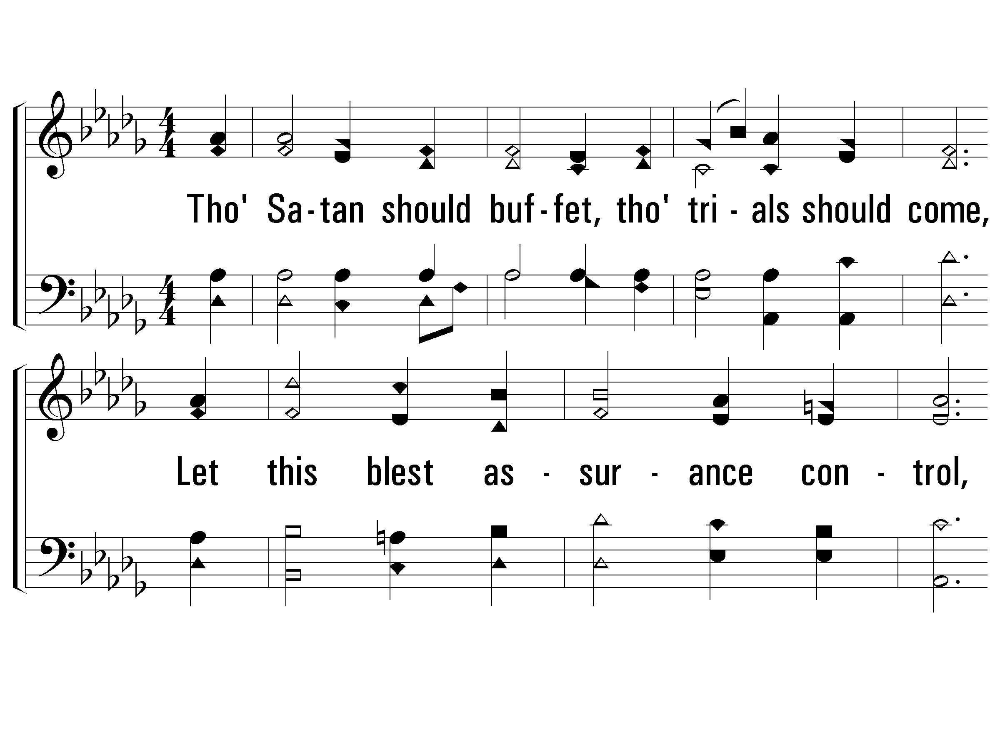 Tho' Sa-tan should buf-fet, tho' tri - als should come,
Let this blest as - sur - ance con - trol,